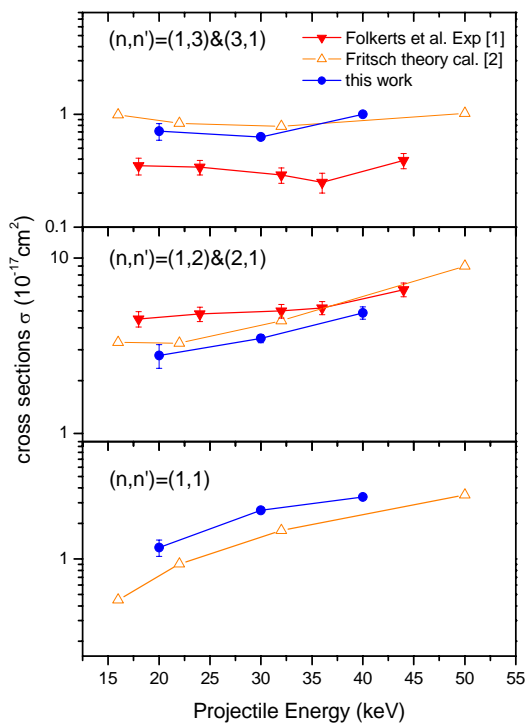 (n,n')=(1,3)&(3,1)
Folkerts et al. Exp [1]
Fritsch theory cal. [2]
this work
1
0.1
(n,n')=(1,2)&(2,1)
10
1
(n,n')=(1,1)
1
cross sections σ (10⁻¹⁷cm²)
15 20 25 30 35 40 45 50 55
Projectile Energy (keV)